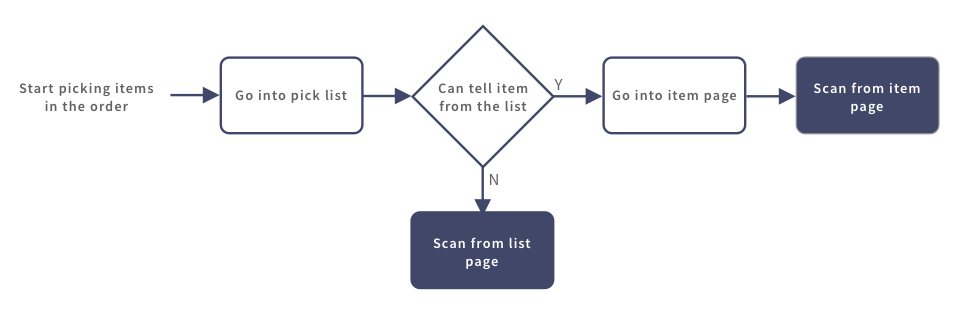 Start picking items
in the order
Go into pick list
Can tell item
from the list
Y
Go into item page
Scan from item
page
N
Scan from list
page